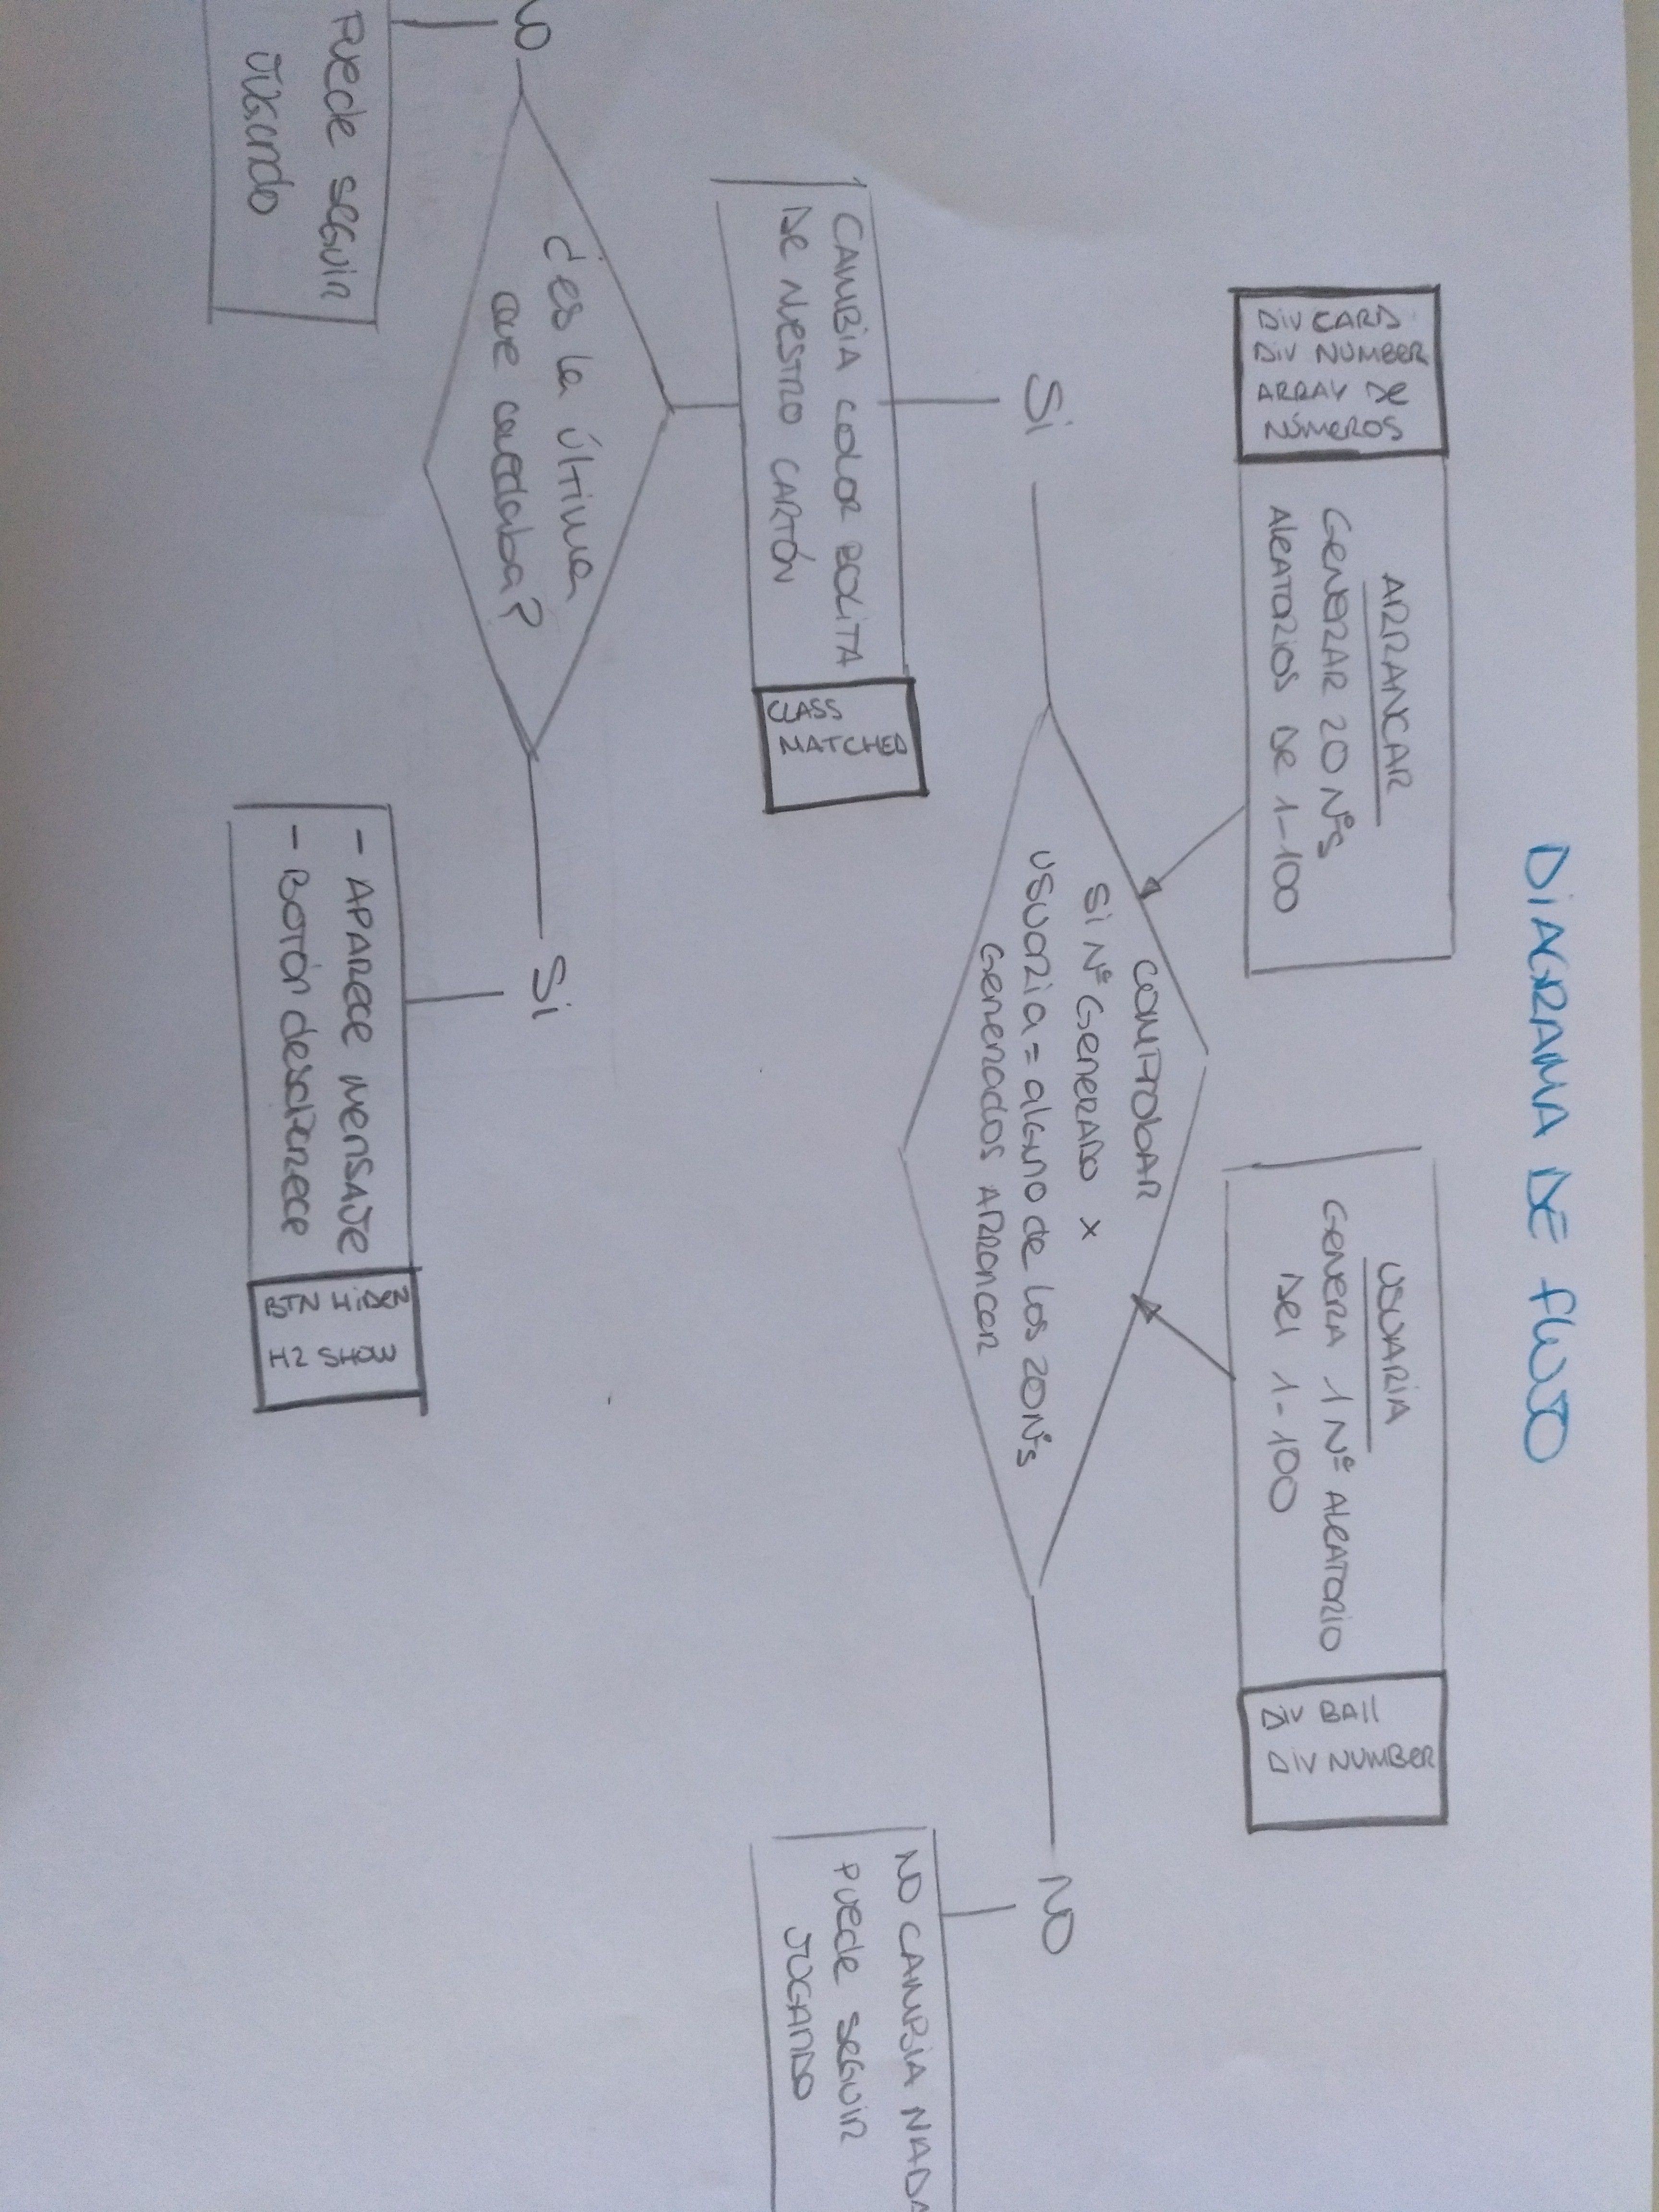 DIAGRAMA DE FLUJO
DIV CARD
DIV NUMBER
ARRAY DE
NÚMEROS
ARRANCAR
GENERAR 20 NºS
ALEATORIOS DE 1-100
USUARIA
GENERA 1 Nº ALEATORIO
DEL 1-100
DIV BALL
DIV NUMBER
COMPROBAR
SI Nº GENERADO X
USUARIA = ALGUNO DE LOS 20 NºS
GENERADOS ARRANCAR
SI
NO
CAMBIA COLOR BOLITA
DE NUESTRO CARTÓN
CLASS
MATCHED
NO CAMBIA NADA
PUEDE SEGUIR
JUGANDO
¿es la última
que quedaba?
NO
SI
PUEDE SEGUIR
JUGANDO
- APARECE MENSAJE
- BOTÓN desaparece
BTN HIDEN
H2 SHOW